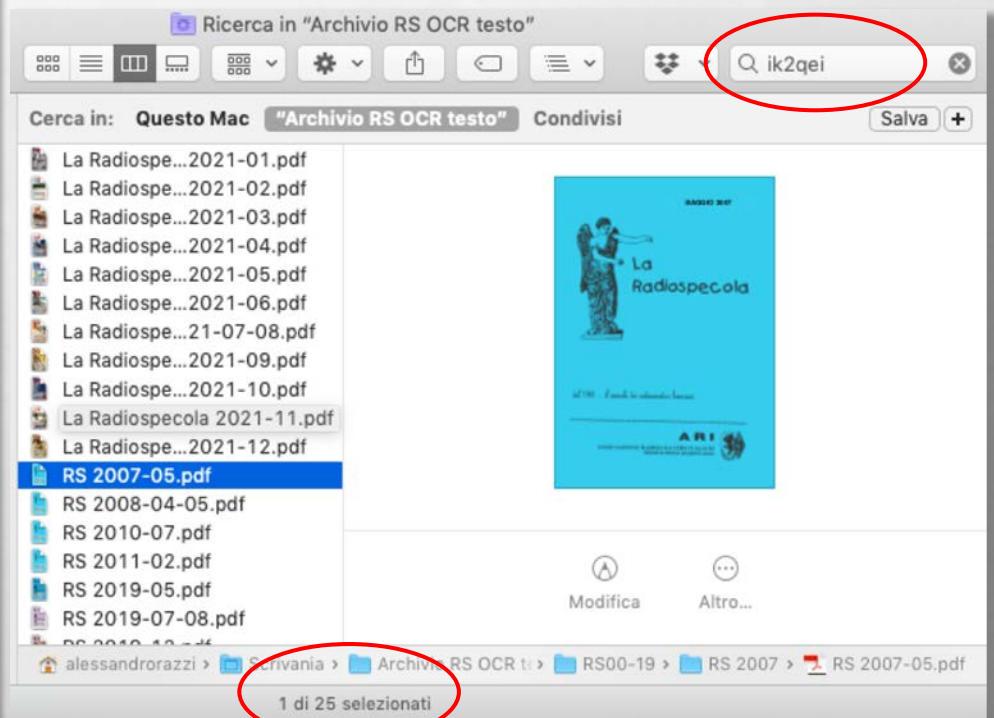 Ricerca in “Archivio RS OCR testo”
ik2qei
Cerca in: Questo Mac “Archivio RS OCR testo” Condivisi Salva +
La Radiospe...2021-01.pdf
La Radiospe...2021-02.pdf
La Radiospe...2021-03.pdf
La Radiospe...2021-04.pdf
La Radiospe...2021-05.pdf
La Radiospe...2021-06.pdf
La Radiospe...21-07-08.pdf
La Radiospe...2021-09.pdf
La Radiospe...2021-10.pdf
La Radiospecola 2021-11.pdf
La Radiospe...2021-12.pdf
RS 2007-05.pdf
RS 2008-04-05.pdf
RS 2010-07.pdf
RS 2011-02.pdf
RS 2019-05.pdf
RS 2019-07-08.pdf
MAGGIO 2007
La
Radiospecola
ARI
Modifica Altro...
alessandrorazzi › Scrivania › Archivio RS OCR t › RS00-19 › RS 2007 › RS 2007-05.pdf
1 di 25 selezionati